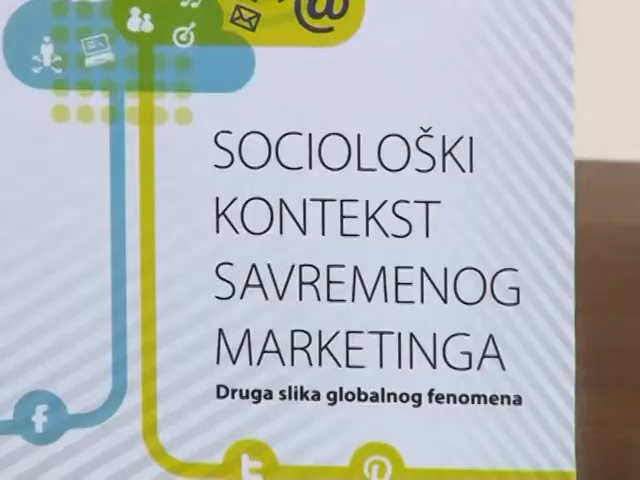 @
SOCIOLOŠKI
KONTEKST
SAVREMENOG
MARKETINGA
Druga slika globalnog fenomena